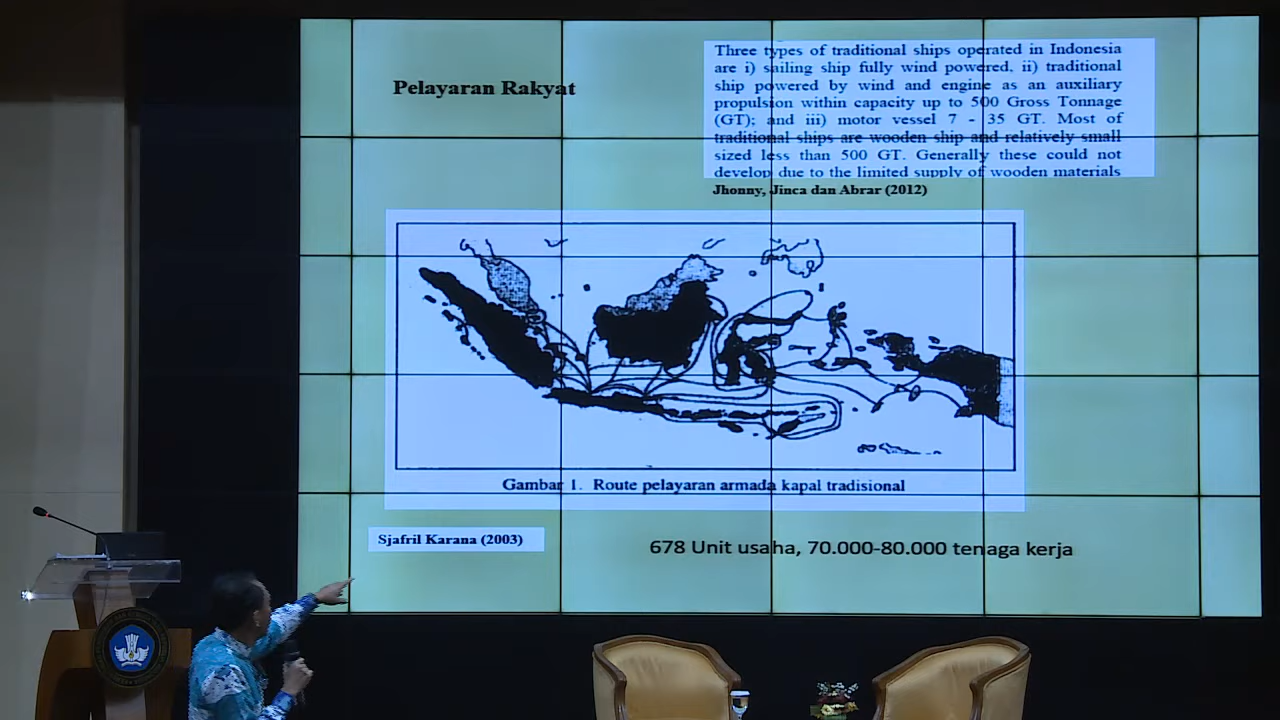 Pelayaran Rakyat
Three types of traditional ships operated in Indonesia
are i) sailing ship fully wind powered, ii) traditional
ship powered by wind and engine as an auxiliary
propulsion within capacity up to 500 Gross Tonnage
(GT); and iii) motor vessel 7 - 35 GT. Most of
traditional ships are wooden ship and relatively small
sized less than 500 GT. Generally these could not
develop due to the limited supply of wooden materials
Jhonny, Jinca dan Abrar (2012)
Gambar 1. Route pelayaran armada kapal tradisional
Sjafril Karana (2003)
678 Unit usaha, 70.000-80.000 tenaga kerja